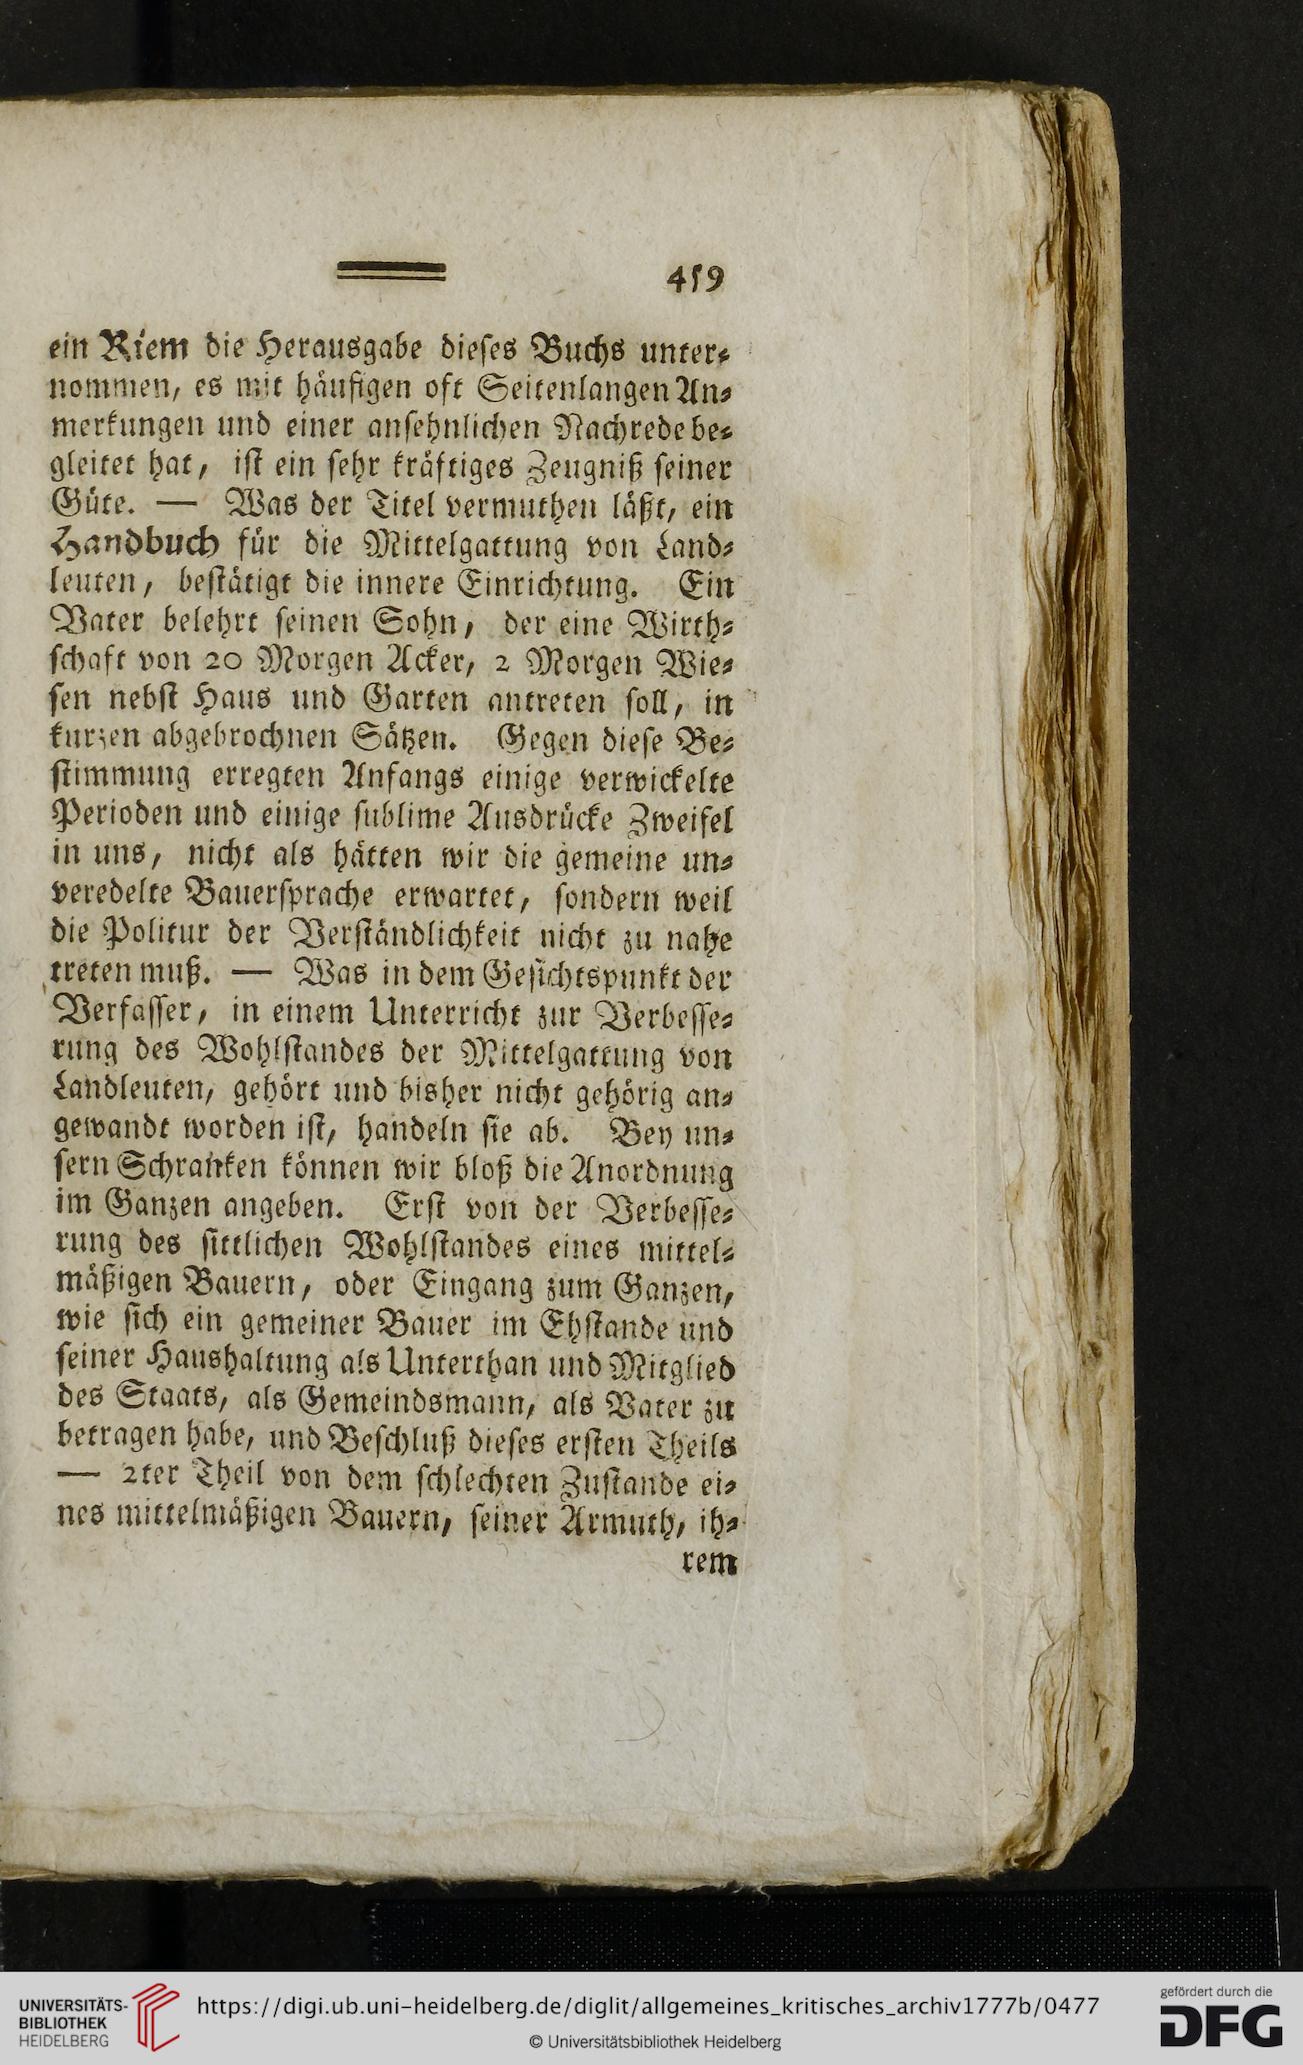 459
ein Riem die Herausgabe dieses Buchs unter⸗
nommen, es mit häufigen oft Seitenlangen An⸗
merkungen und einer ansehnlichen Nachrede be⸗
gleitet hat, ist ein sehr kräftiges Zeugniß seiner
Güte. — Was der Titel vermuthen läßt, ein
Handbuch für die Mittelgattung von Land⸗
leuten, bestätigt die innere Einrichtung. Ein
Vater belehrt seinen Sohn, der eine Wirth⸗
schaft von 20 Morgen Acker, 2 Morgen Wie⸗
sen nebst Haus und Garten antreten soll, in
kurzen abgebrochnen Sätzen. Gegen diese Be⸗
stimmung erregten Anfangs einige verwickelte
Perioden und einige sublime Ausdrücke Zweifel
in uns, nicht als hätten wir die gemeine un⸗
veredelte Bauersprache erwartet, sondern weil
die Politur der Verständlichkeit nicht zu nahe
treten muß. — Was in dem Gesichtspunkt der
Verfasser, in einem Unterricht zur Verbesse⸗
rung des Wohlstandes der Mittelgattung von
Landleuten, gehört und bisher nicht gehörig an⸗
gewandt worden ist, handeln sie ab. Bey un⸗
sern Schranken können wir bloß die Anordnung
im Ganzen angeben. Erst von der Verbesse⸗
rung des sittlichen Wohlstandes eines mittel⸗
mäßigen Bauern, oder Eingang zum Ganzen,
wie sich ein gemeiner Bauer im Ehstande und
seiner Haushaltung als Unterthan und Mitglied
des Staats, als Gemeindsmann, als Vater zu
betragen habe, und Beschluß dieses ersten Theils
— 2ter Theil von dem schlechten Zustande ei⸗
nes mittelmäßigen Bauern, seiner Armuth, ih⸗
rem
UNIVERSITÄTS-
BIBLIOTHEK
HEIDELBERG
https://digi.ub.uni-heidelberg.de/diglit/allgemeines_kritisches_archiv1777b/0477
© Universitätsbibliothek Heidelberg
gefördert durch die
DFG